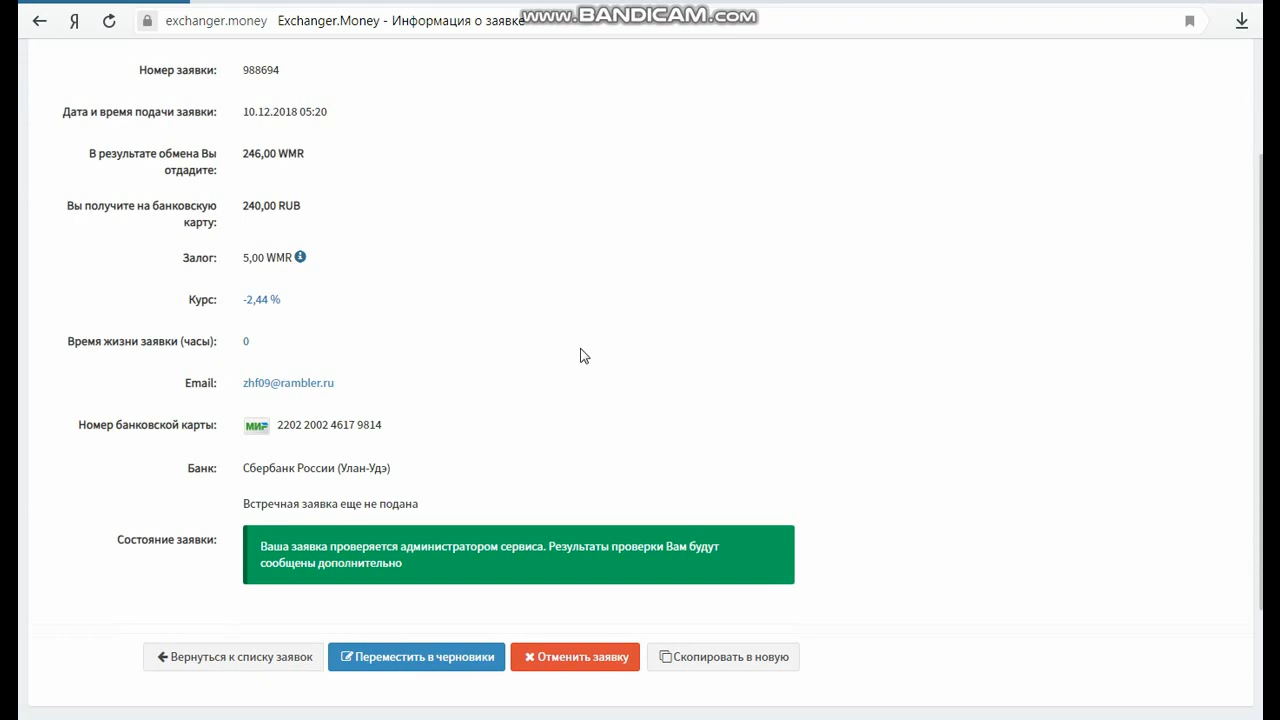 exchanger.money Exchanger.Money - Информация о заявке
www.BANDICAM.com
Номер заявки: 988694
Дата и время подачи заявки: 10.12.2018 05:20
В результате обмена Вы
отдадите: 246,00 WMR
Вы получите на банковскую
карту: 240,00 RUB
Залог: 5,00 WMR
Курс: -2,44 %
Время жизни заявки (часы): 0
Email: zhf09@rambler.ru
Номер банковской карты: МИР 2202 2002 4617 9814
Банк: Сбербанк России (Улан-Удэ)
Встречная заявка еще не подана
Состояние заявки:
Ваша заявка проверяется администратором сервиса. Результаты проверки Вам будут
сообщены дополнительно
Вернуться к списку заявок Переместить в черновики Отменить заявку Скопировать в новую